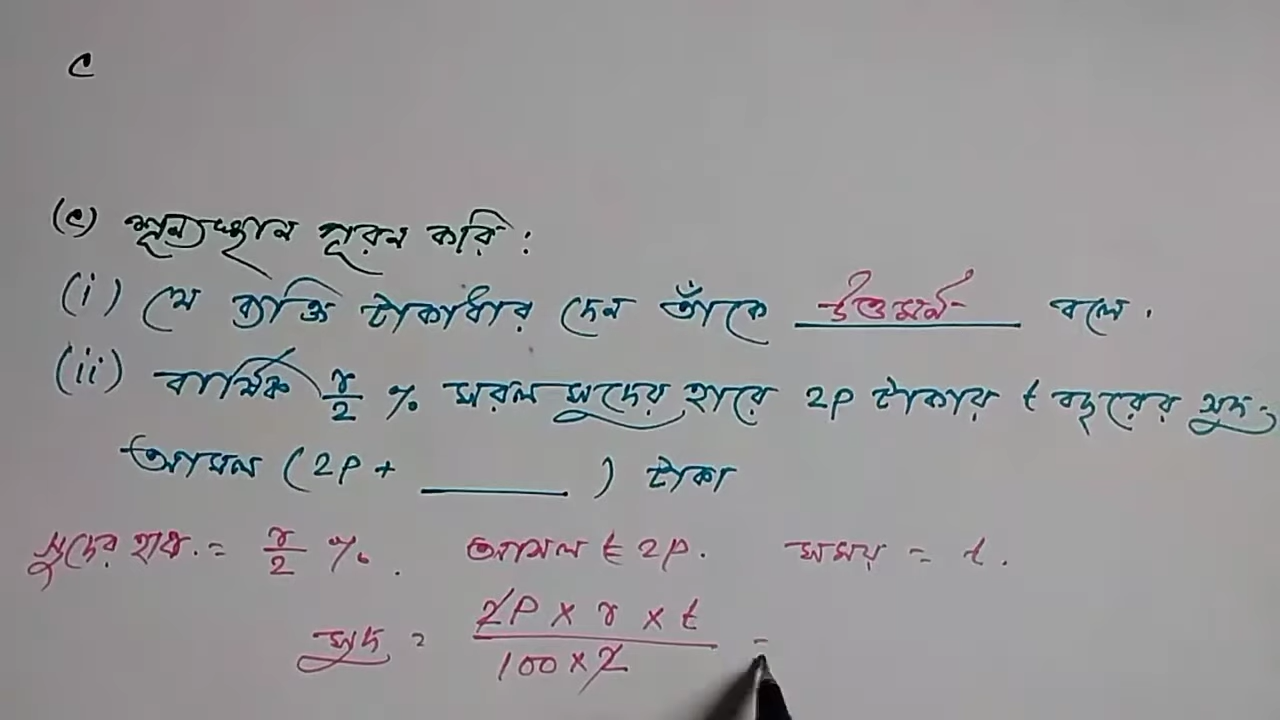 C
(c) শূন্যস্থান পূরন করি :
(i) যে ব্যক্তি টাকাধার দেন তাঁকে উত্তমর্ন বলে .
(ii) বার্ষিক r/2 % সরল সুদের হারে 2p টাকার t বছরের সুদ-
আসল (2p + ______ ) টাকা
সুদের হার = r/2 %. আসল = 2p. সময় = t.
সুদ = 2p × r × t / 100 × 2 =